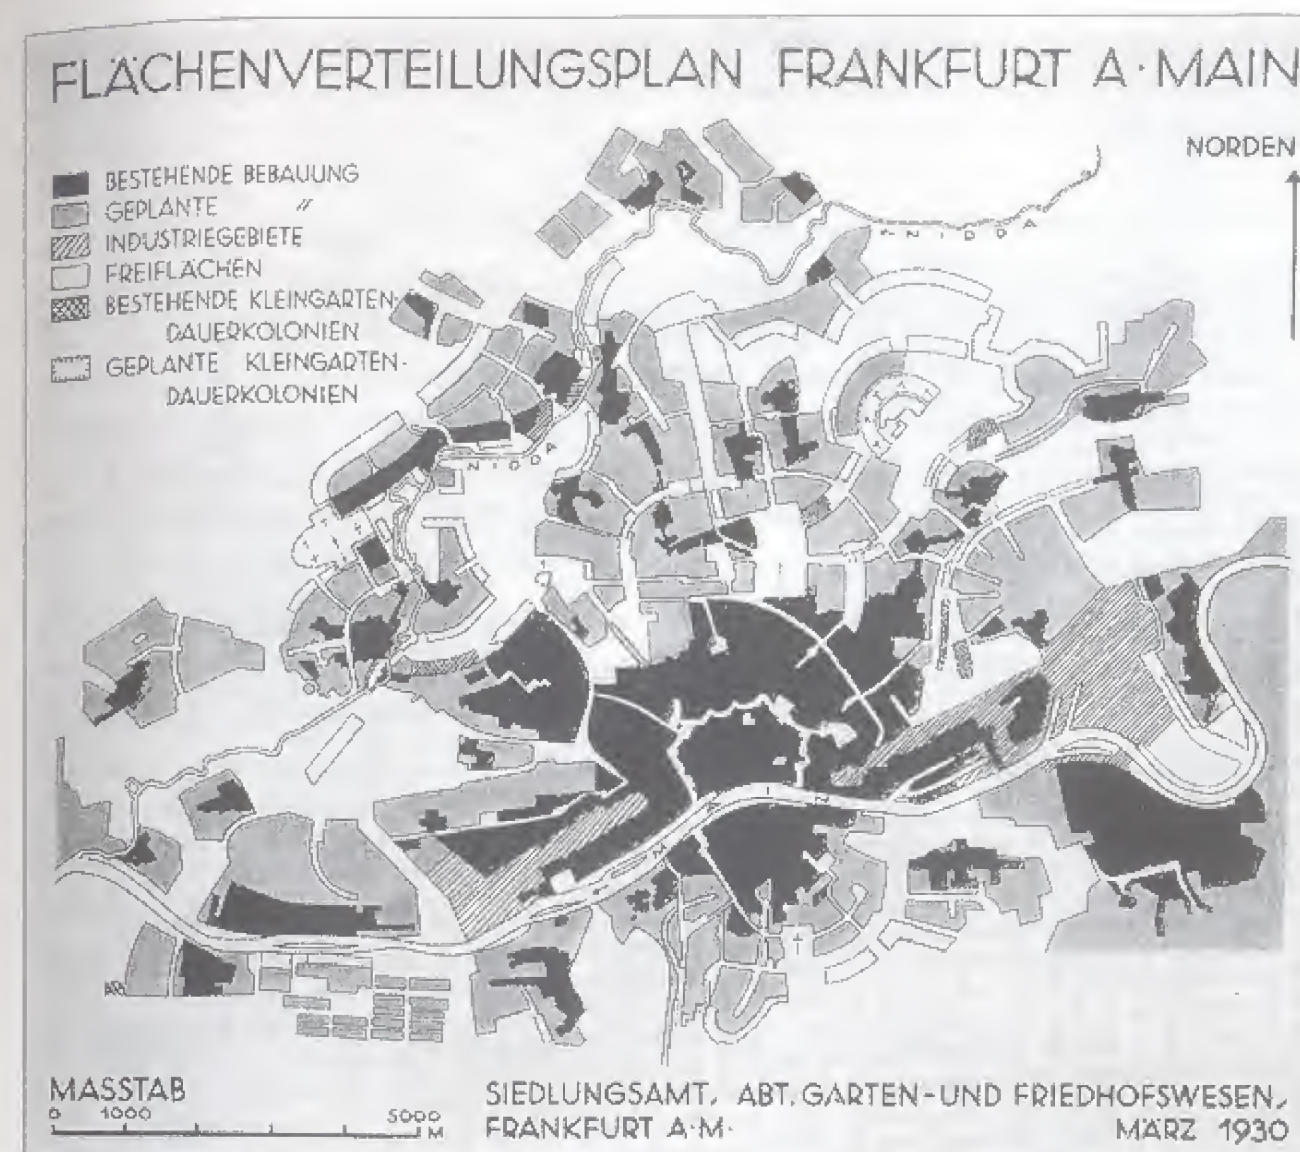 FLÄCHENVERTEILUNGSPLAN FRANKFURT A·MAIN
NORDEN
BESTEHENDE BEBAUUNG
GEPLANTE 〃
INDUSTRIEGEBIETE
FREIFLÄCHEN
BESTEHENDE KLEINGARTEN-
DAUERKOLONIEN
GEPLANTE KLEINGARTEN-
DAUERKOLONIEN
NIDDA
NIDDA
MAIN
MASSTAB
0 1000 5000
M
SIEDLUNGSAMT, ABT. GARTEN-UND FRIEDHOFSWESEN,
FRANKFURT A·M·
MÄRZ 1930